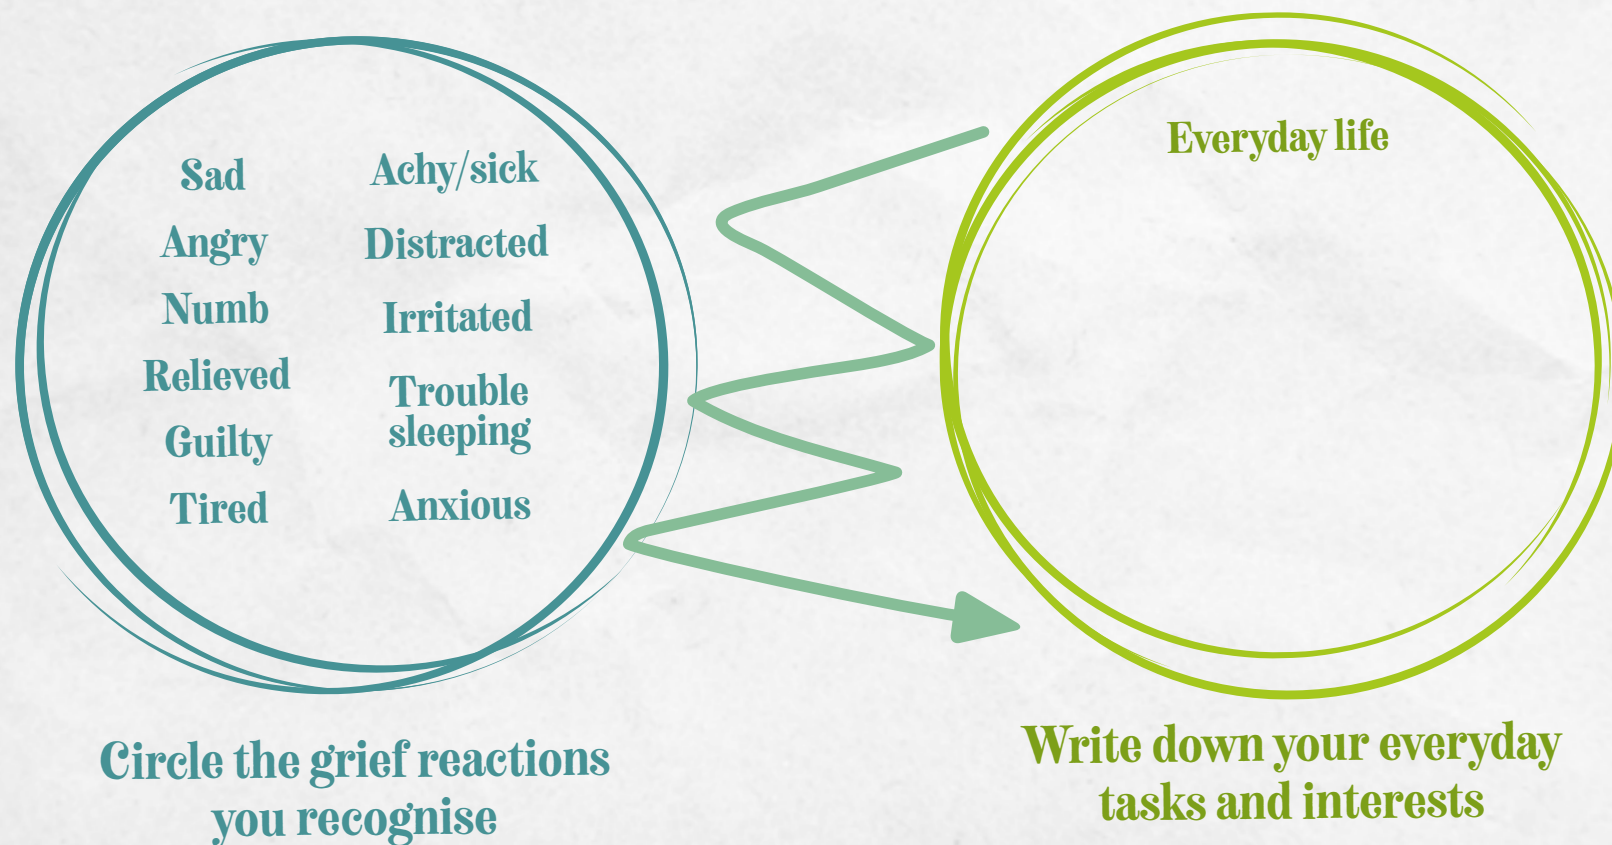 Sad
Angry
Numb
Relieved
Guilty
Tired
Achy/sick
Distracted
Irritated
Trouble
sleeping
Anxious
Circle the grief reactions
you recognise
Everyday life
Write down your everyday
tasks and interests